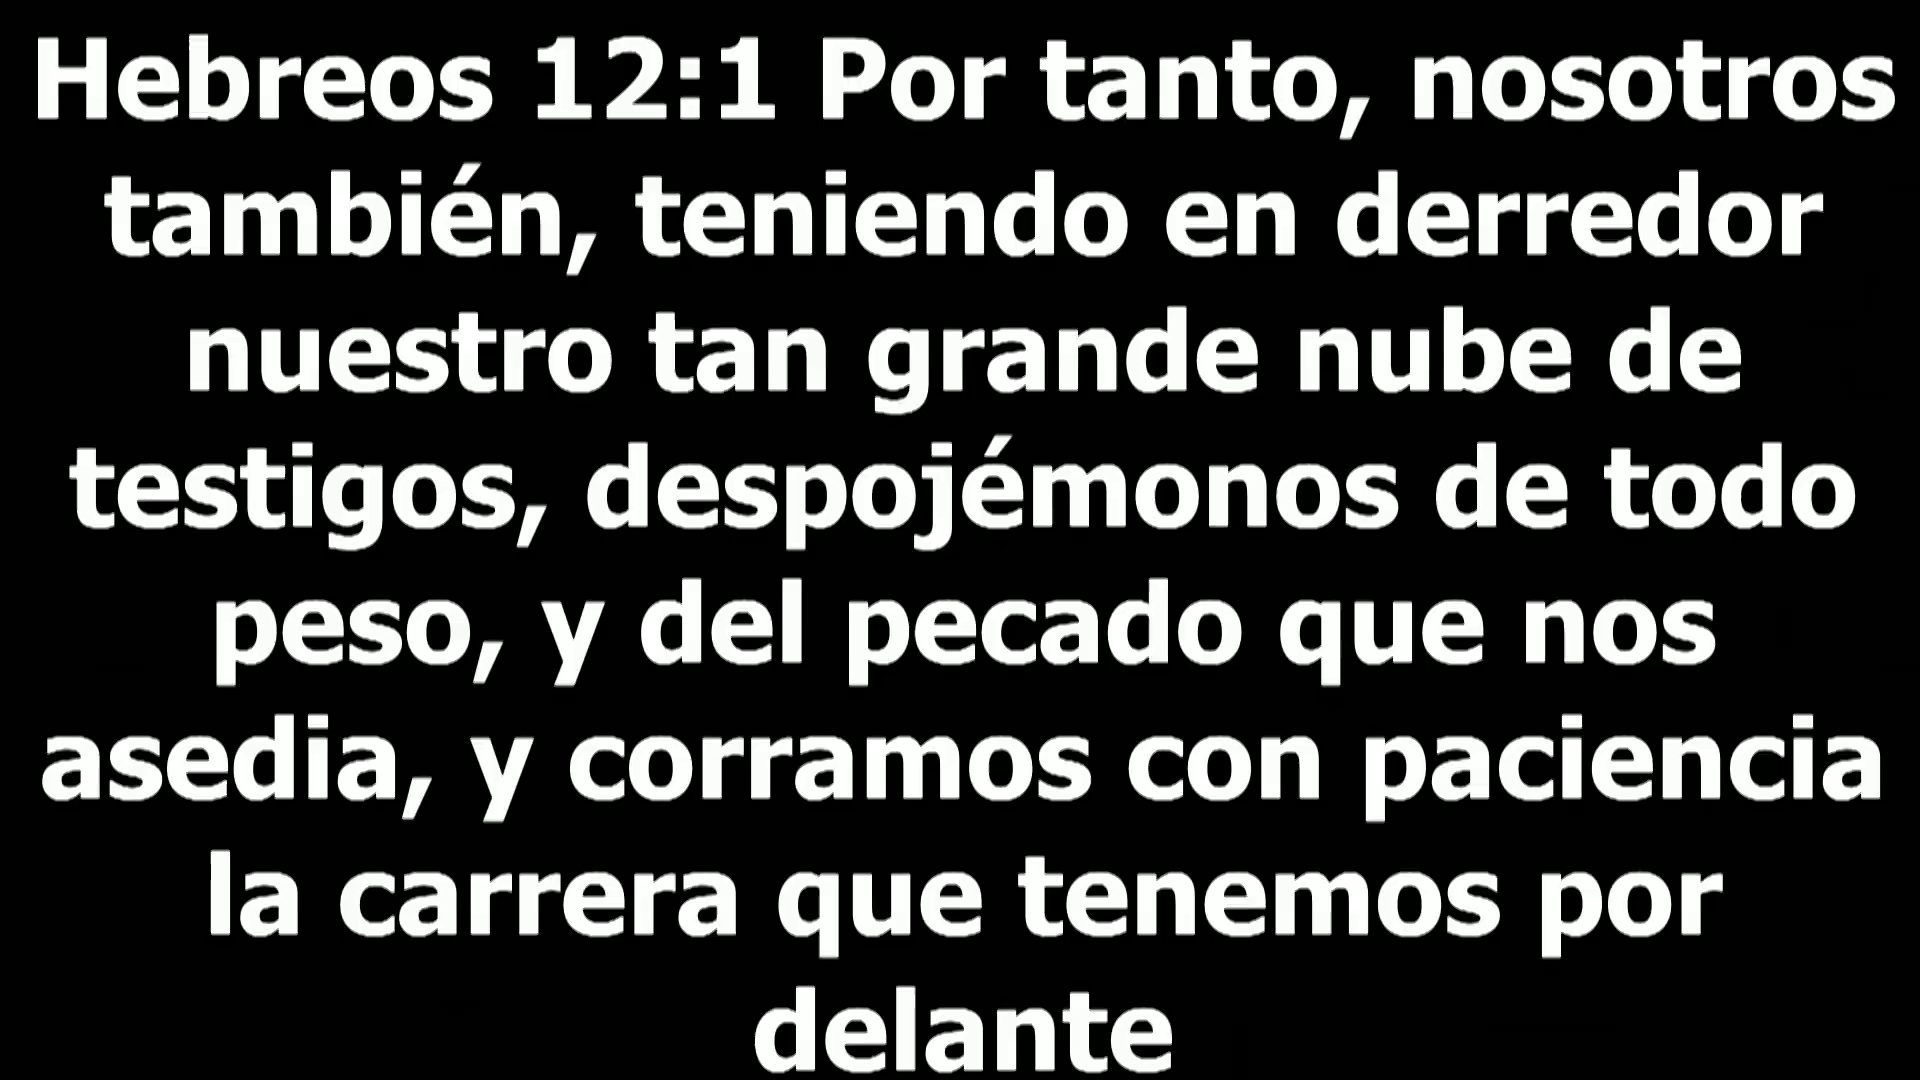 Hebreos 12:1 Por tanto, nosotros
también, teniendo en derredor
nuestro tan grande nube de
testigos, despojémonos de todo
peso, y del pecado que nos
asedia, y corramos con paciencia
la carrera que tenemos por
delante